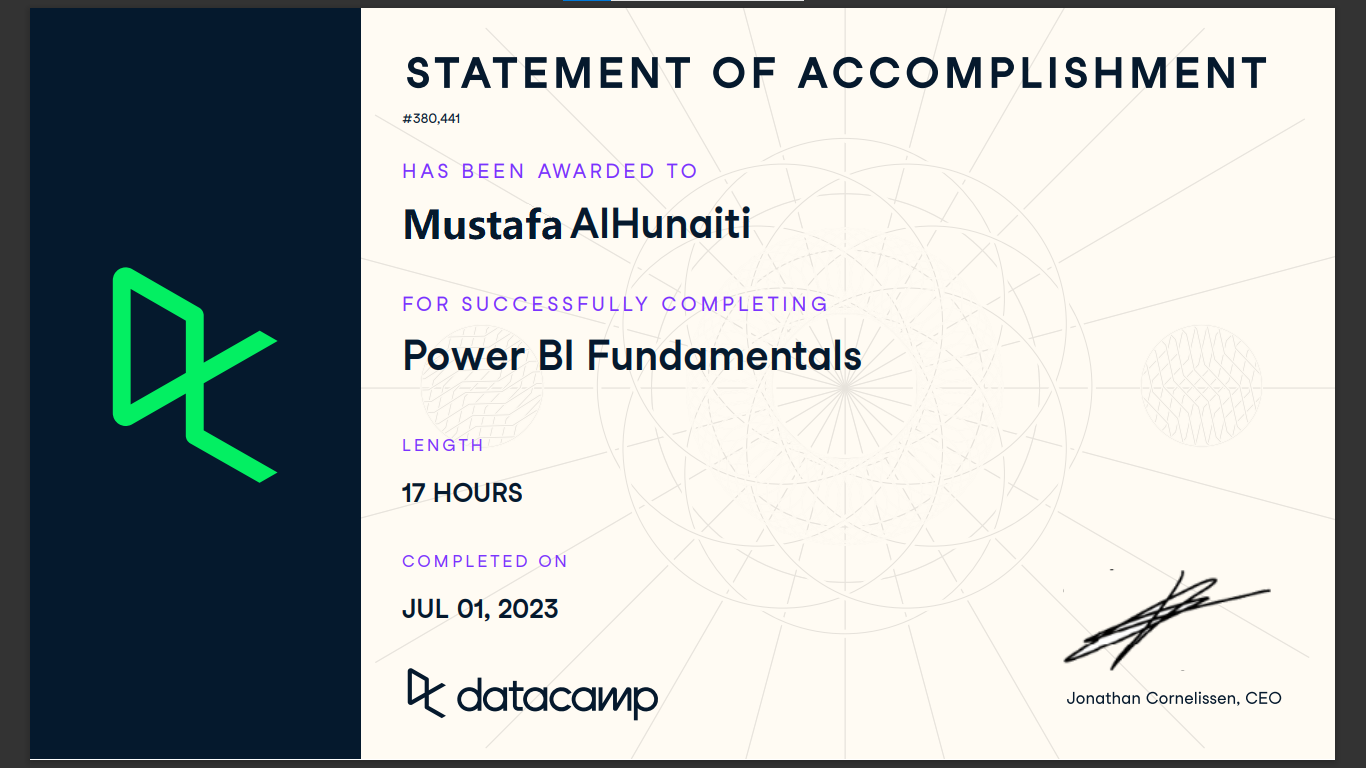 STATEMENT OF ACCOMPLISHMENT
#380,441
HAS BEEN AWARDED TO
Mustafa AlHunaiti
FOR SUCCESSFULLY COMPLETING
Power BI Fundamentals
LENGTH
17 HOURS
COMPLETED ON
JUL 01, 2023
datacamp
Jonathan Cornelissen, CEO